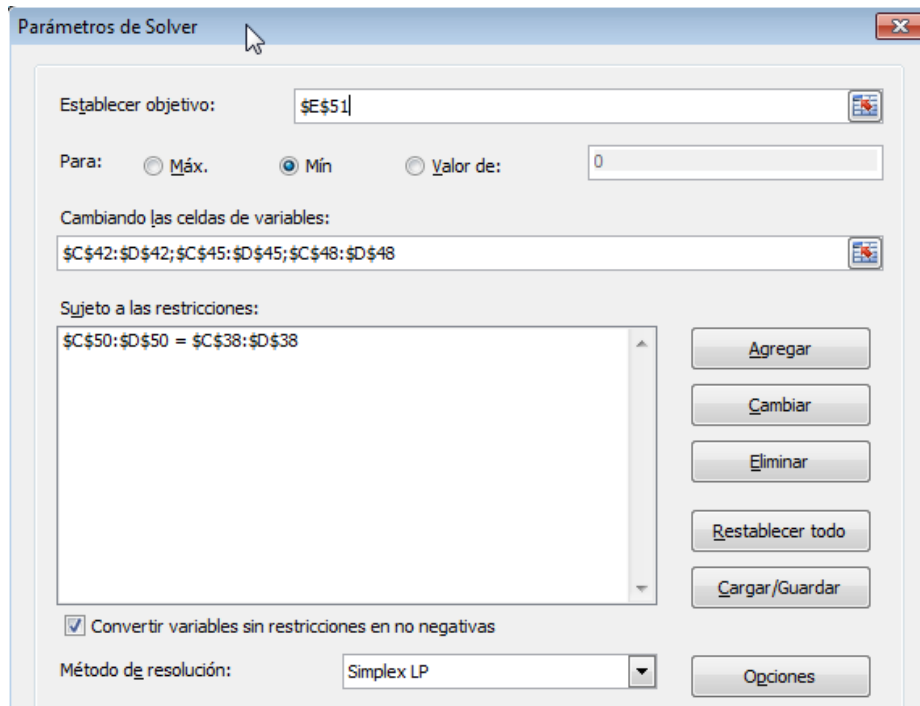 Parámetros de Solver
Establecer objetivo: $E$51
Para: Máx. Mín Valor de: 0
Cambiando las celdas de variables:
$C$42:$D$42;$C$45:$D$45;$C$48:$D$48
Sujeto a las restricciones:
$C$50:$D$50 = $C$38:$D$38
Agregar
Cambiar
Eliminar
Restablecer todo
Cargar/Guardar
Convertir variables sin restricciones en no negativas
Método de resolución: Simplex LP Opciones